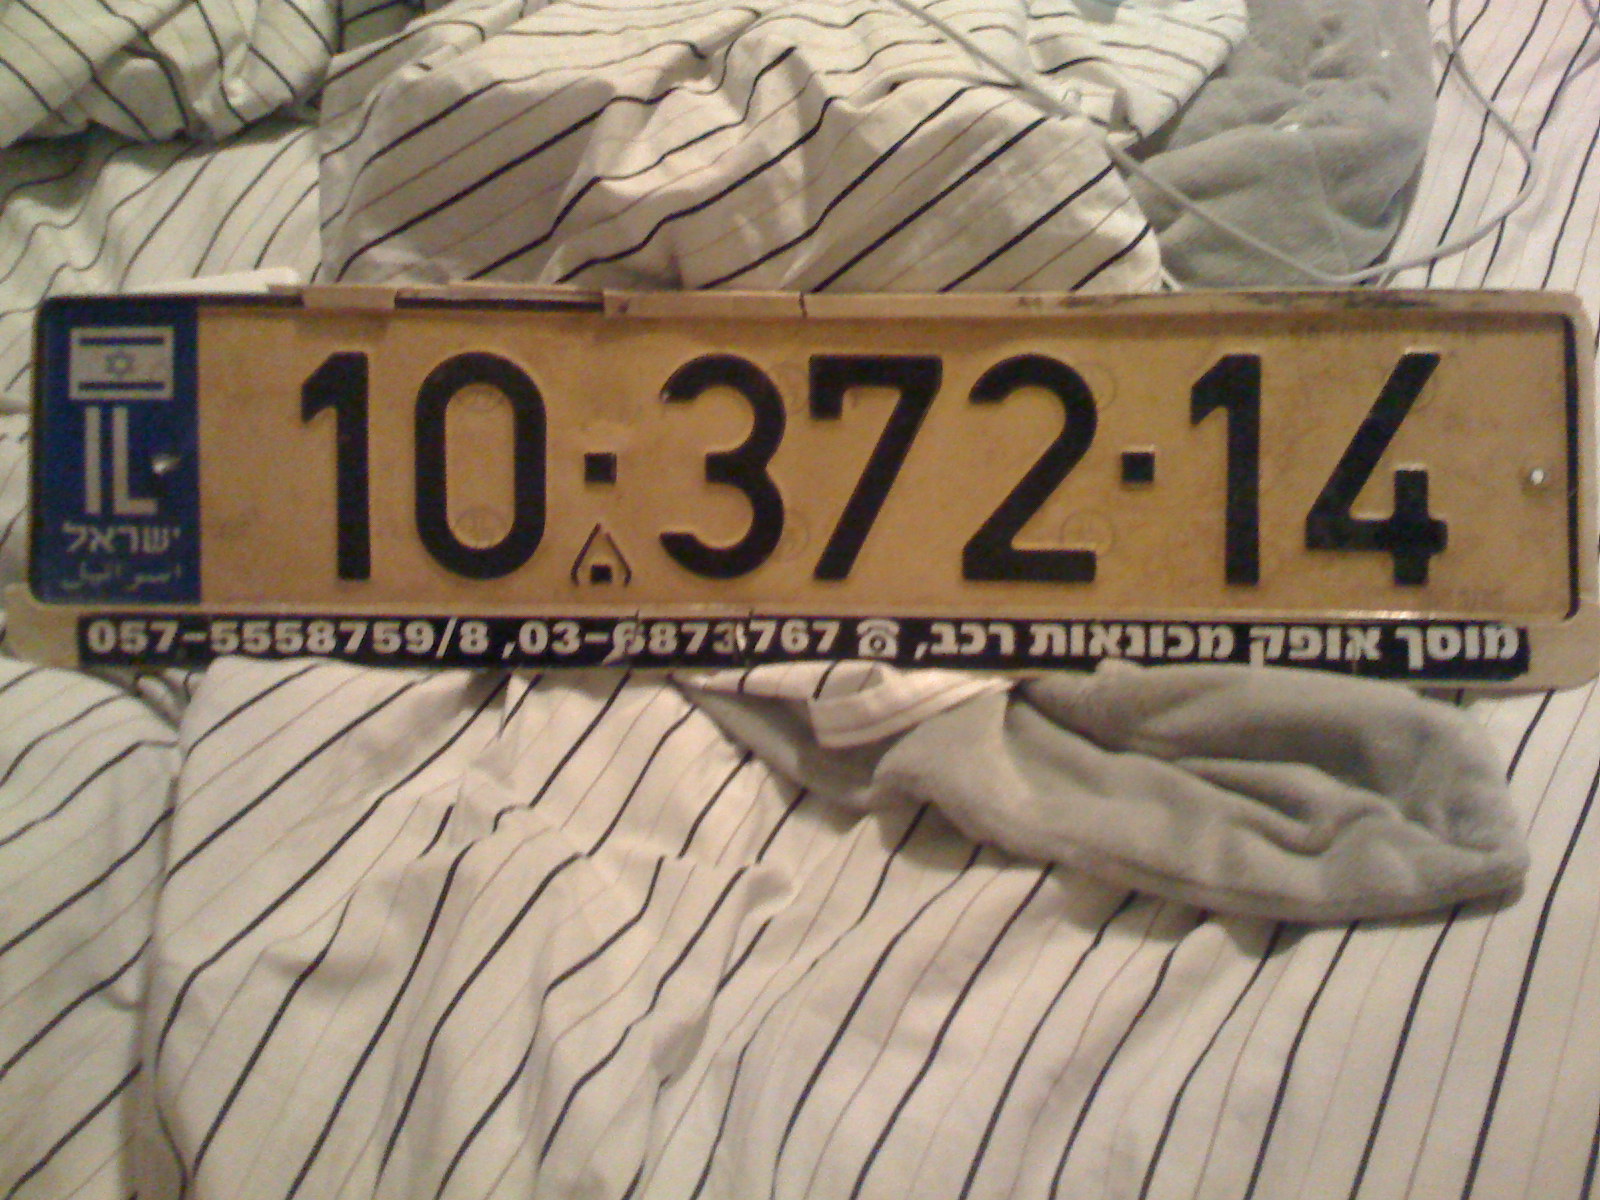 IL
ישראל
اسرائيل
10·372·14
מוסך אופק מכונאות רכב, ☎ 03-6873767, 057-5558759/8